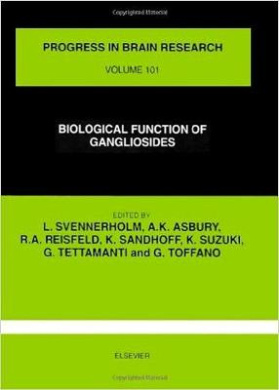 PROGRESS IN BRAIN RESEARCH
VOLUME 101
BIOLOGICAL FUNCTION OF
GANGLIOSIDES
EDITED BY
L. SVENNERHOLM, A.K. ASBURY,
R.A. REISFELD, K. SANDHOFF, K. SUZUKI,
G. TETTAMANTI and G. TOFFANO
ELSEVIER